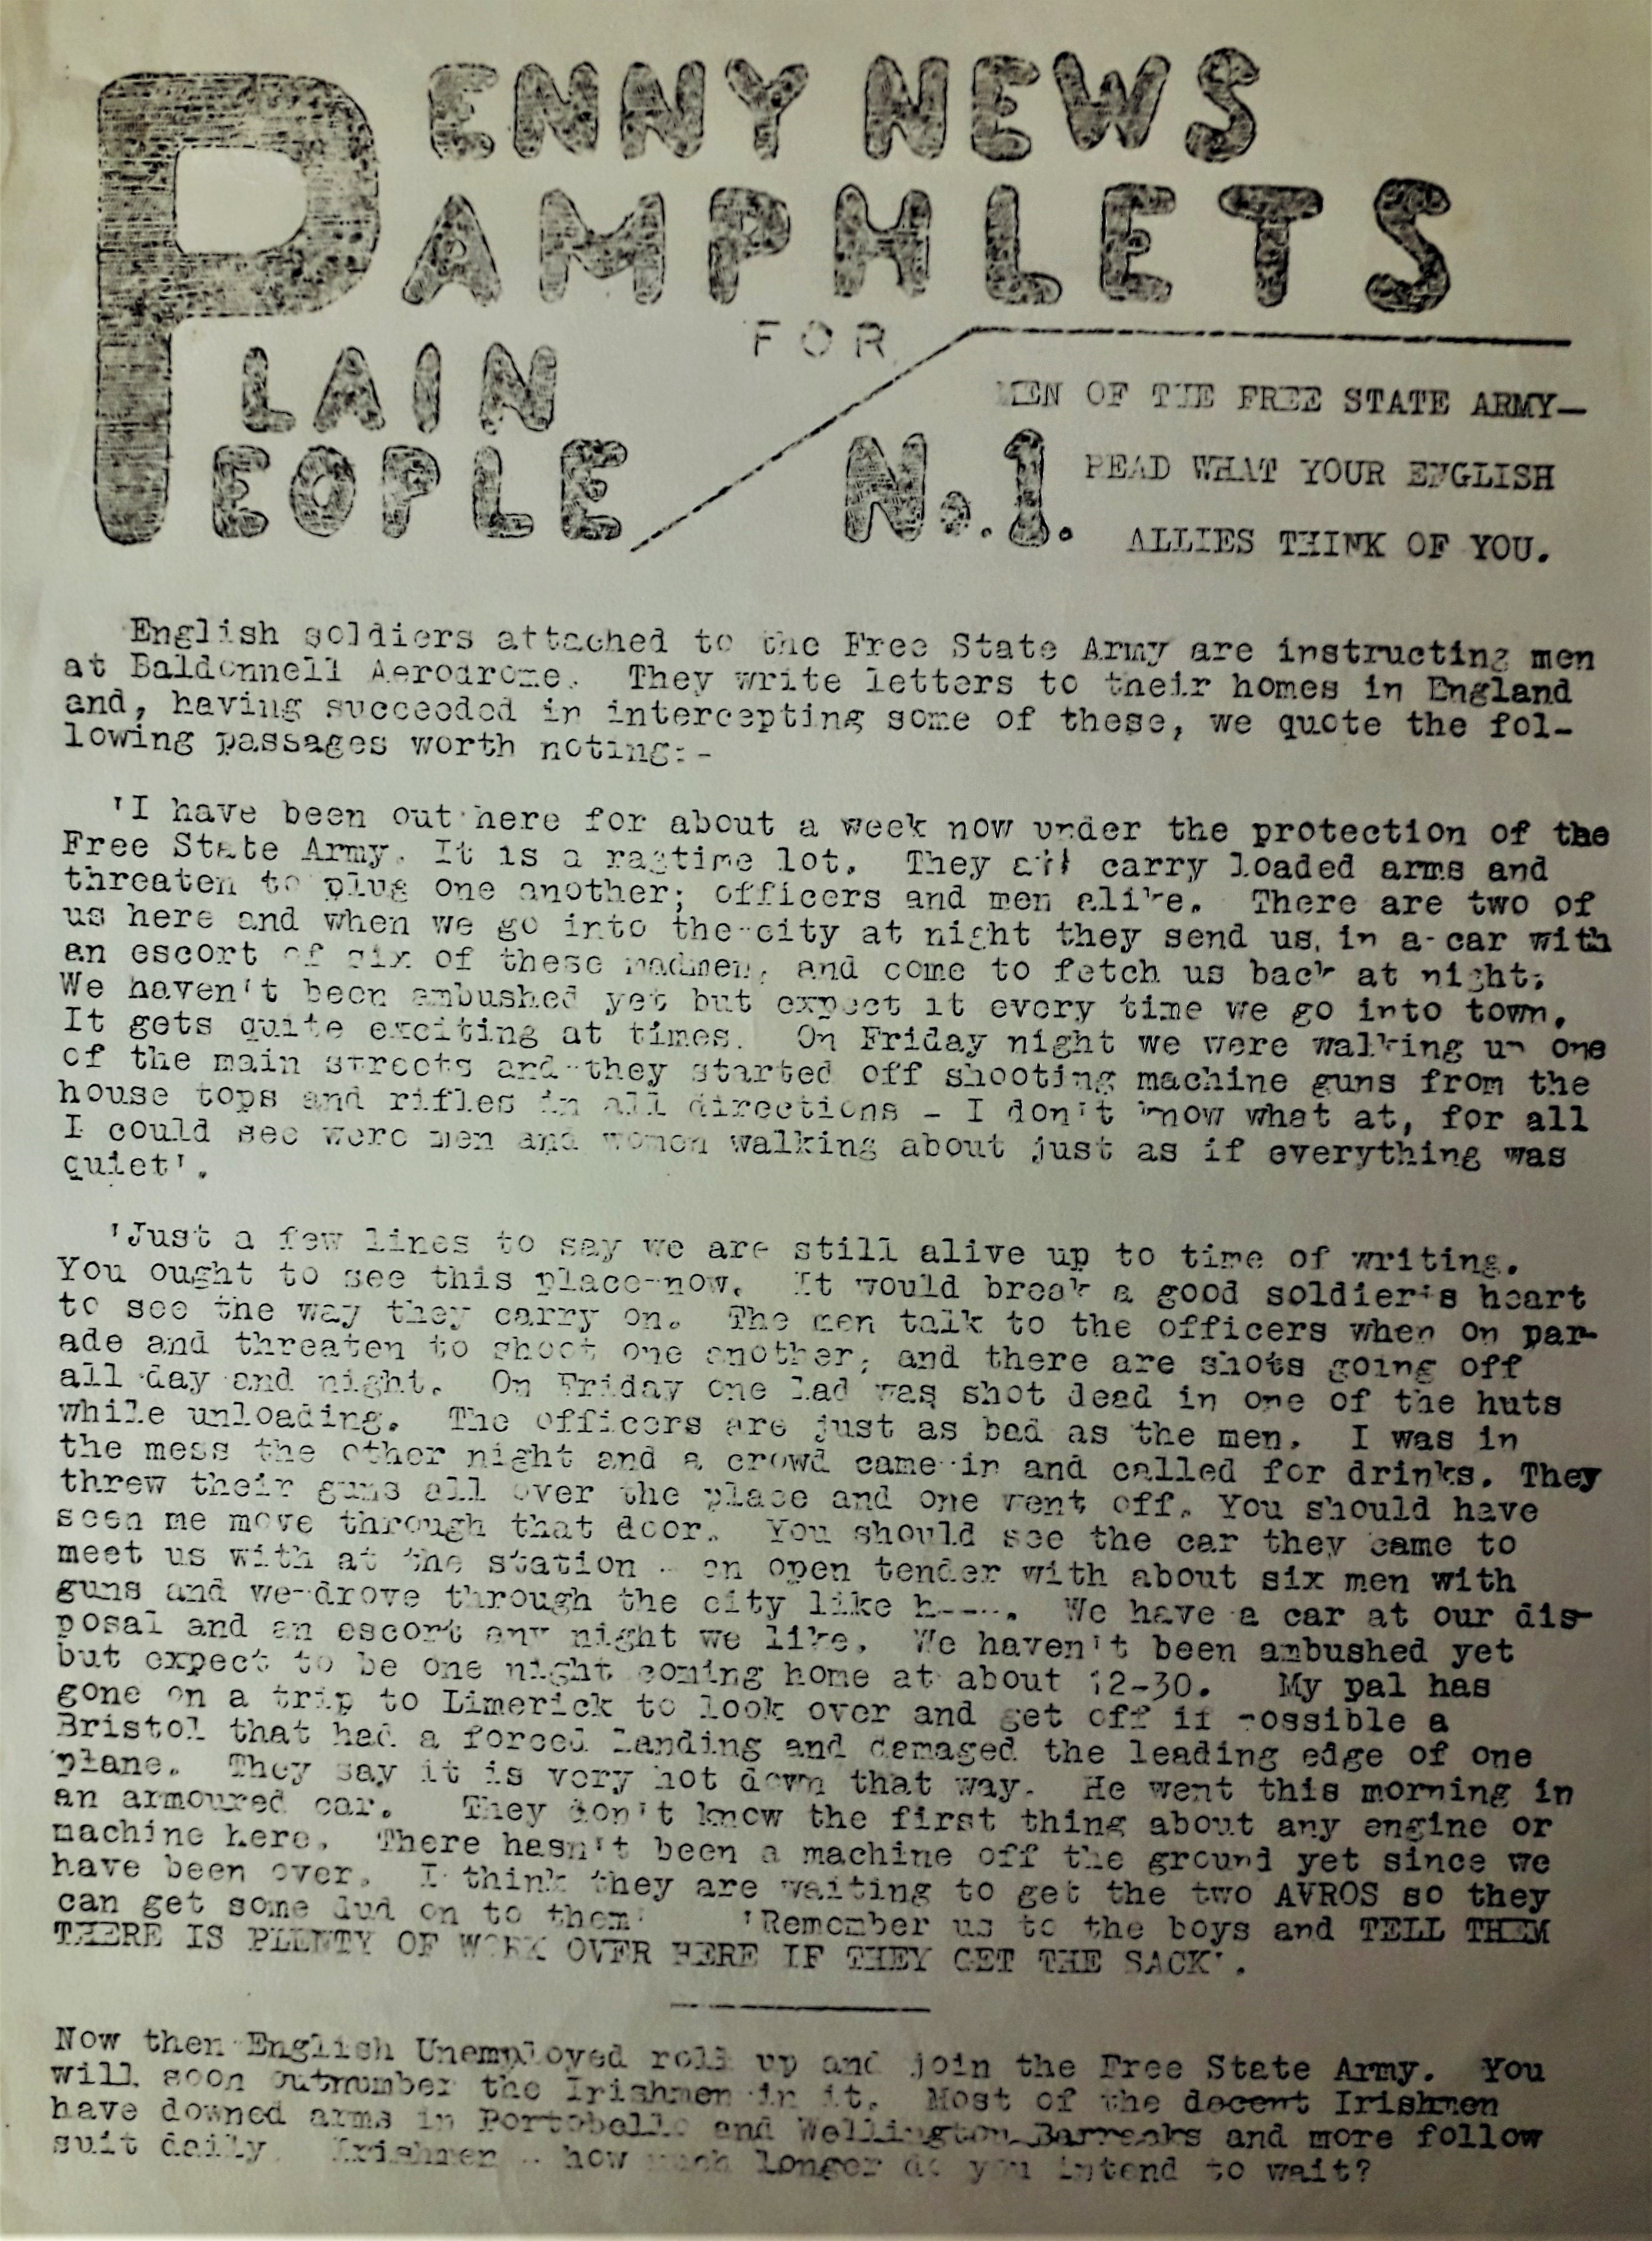 PENNY NEWS
PAMPHLETS
FOR
PLAIN
PEOPLE
No.1.
MEN OF THE FREE STATE ARMY—
READ WHAT YOUR ENGLISH
ALLIES THINK OF YOU.
English soldiers attached to the Free State Army are instructing men
at Baldonnell Aerodrome. They write letters to their homes in England
and, having succeeded in intercepting some of these, we quote the fol-
lowing passages worth noting:-
'I have been out here for about a week now under the protection of the
Free State Army. It is a ragtime lot. They all carry loaded arms and
threaten to plug one another; officers and men alike. There are two of
us here and when we go into the city at night they send us, in a car with
an escort of six of these madmen, and come to fetch us back at night;
We haven't been ambushed yet but expect it every time we go into town.
It gets quite exciting at times. On Friday night we were walking up one
of the main streets and they started off shooting machine guns from the
house tops and rifles in all directions - I don't know what at, for all
I could see were men and women walking about just as if everything was
quiet'.
'Just a few lines to say we are still alive up to time of writing.
You ought to see this place now. It would break a good soldier's heart
to see the way they carry on. The men talk to the officers when on par-
ade and threaten to shoot one another; and there are shots going off
all day and night. On Friday one lad was shot dead in one of the huts
while unloading. The officers are just as bad as the men. I was in
the mess the other night and a crowd came in and called for drinks. They
threw their guns all over the place and one went off. You should have
seen me move through that door. You should see the car they came to
meet us with at the station - an open tender with about six men with
guns and we drove through the city like h----. We have a car at our dis-
posal and an escort any night we like. We haven't been ambushed yet
but expect to be one night coming home at about 12-30. My pal has
gone on a trip to Limerick to look over and get off if possible a
Bristol that had a forced landing and damaged the leading edge of one
plane. They say it is very hot down that way. He went this morning in
an armoured car. They don't know the first thing about any engine or
machine here. There hasn't been a machine off the ground yet since we
have been over. I think they are waiting to get the two AVROS so they
can get some dud on to them' 'Remember us to the boys and TELL THEM
THERE IS PLENTY OF WORK OVER HERE IF THEY GET THE SACK'.
Now then English Unemployed roll up and join the Free State Army. You
will soon outnumber the Irishmen in it. Most of the decent Irishmen
have downed arms in Portobello and Wellington Barracks and more follow
suit daily. Irishmen - how much longer do you intend to wait?